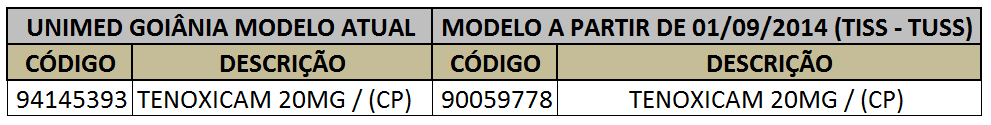 UNIMED GOIÂNIA MODELO ATUAL MODELO A PARTIR DE 01/09/2014 (TISS - TUSS)
CÓDIGO DESCRIÇÃO CÓDIGO DESCRIÇÃO
94145393 TENOXICAM 20MG / (CP) 90059778 TENOXICAM 20MG / (CP)